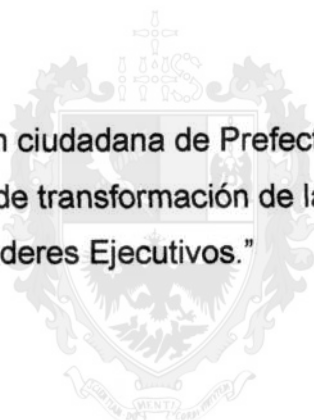 n ciudadana de Prefect
de transformación de la
deres Ejecutivos."